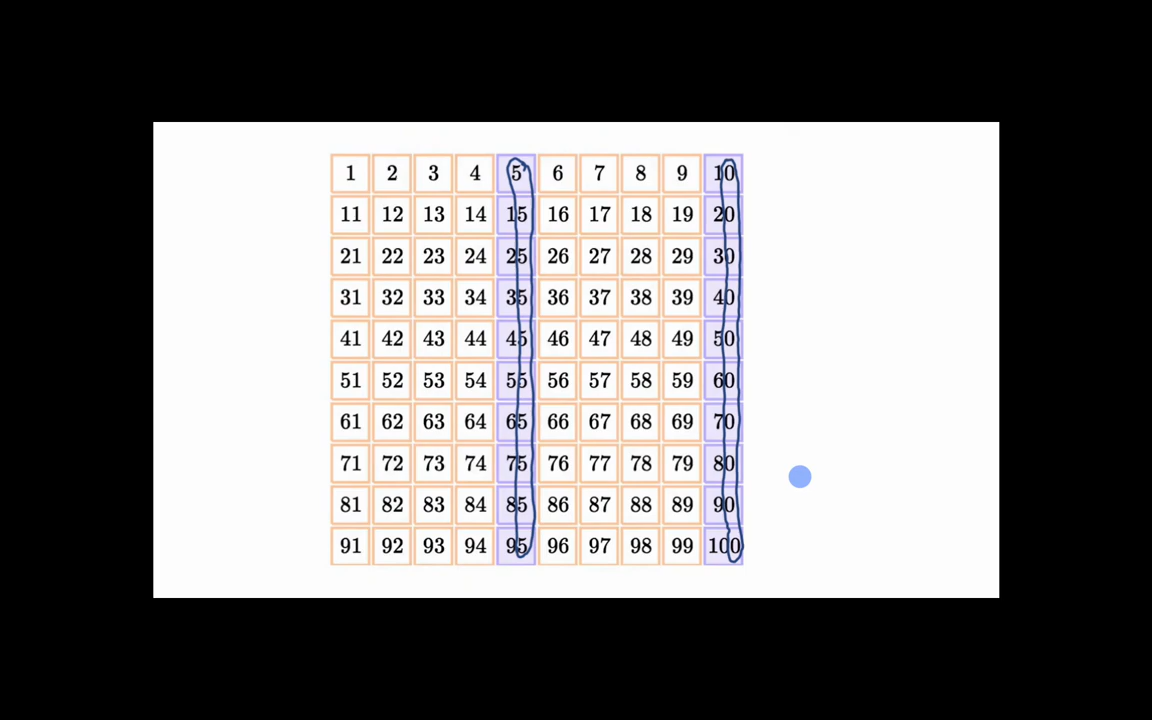 1 2 3 4 5 6 7 8 9 10
11 12 13 14 15 16 17 18 19 20
21 22 23 24 25 26 27 28 29 30
31 32 33 34 35 36 37 38 39 40
41 42 43 44 45 46 47 48 49 50
51 52 53 54 55 56 57 58 59 60
61 62 63 64 65 66 67 68 69 70
71 72 73 74 75 76 77 78 79 80
81 82 83 84 85 86 87 88 89 90
91 92 93 94 95 96 97 98 99 100